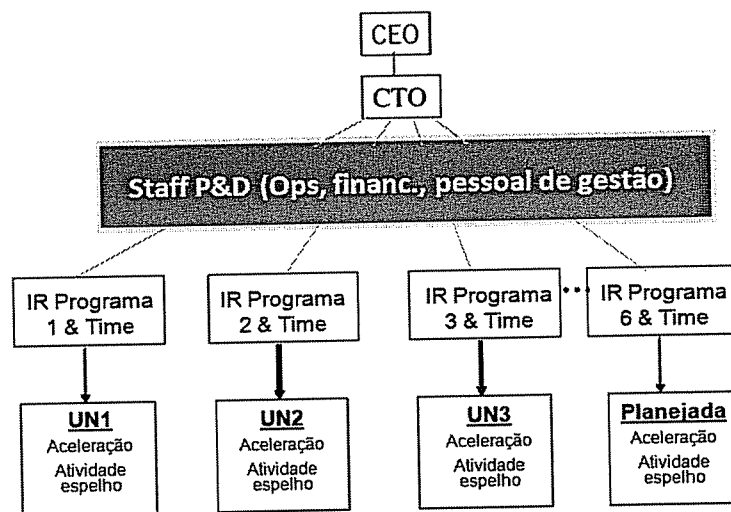 CEO
CTO
Staff P&D (Ops, financ., pessoal de gestão)
IR Programa
1 & Time
IR Programa
2 & Time
IR Programa
3 & Time
•••
IR Programa
6 & Time
UN1
Aceleração
Atividade
espelho
UN2
Aceleração
Atividade
espelho
UN3
Aceleração
Atividade
espelho
Planejada
Aceleração
Atividade
espelho